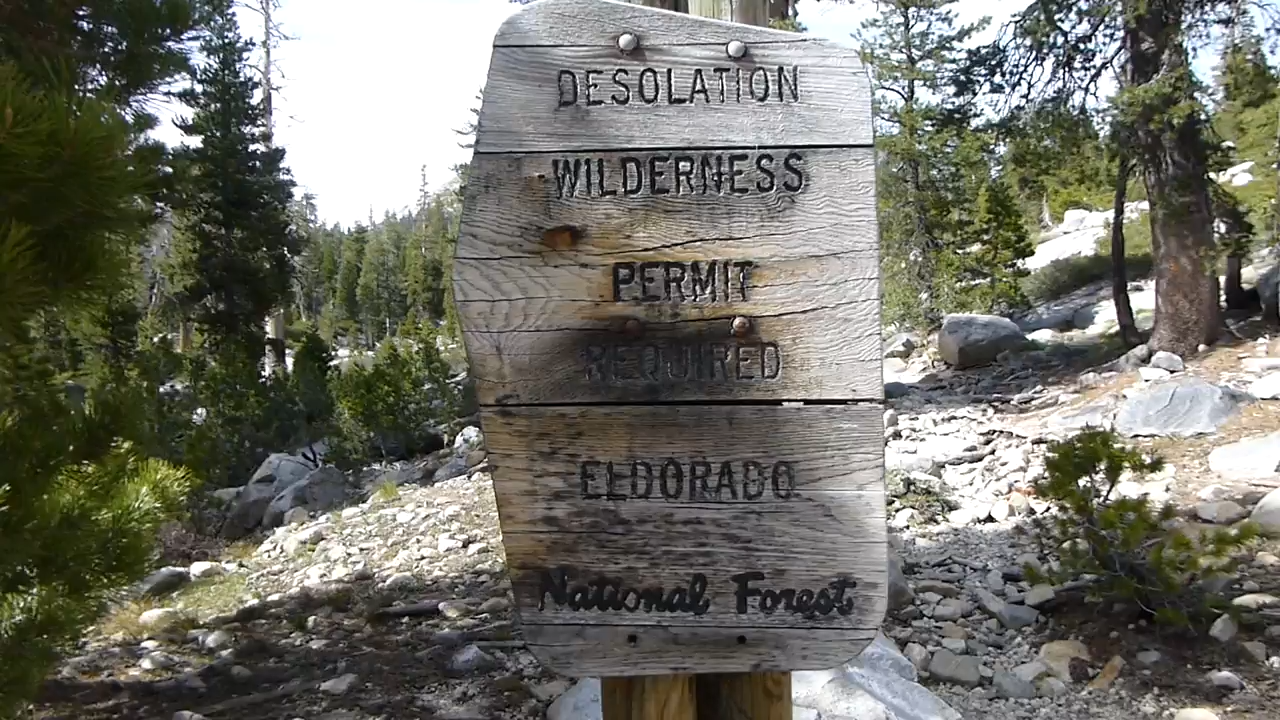 DESOLATION
WILDERNESS
PERMIT
REQUIRED
ELDORADO
National Forest